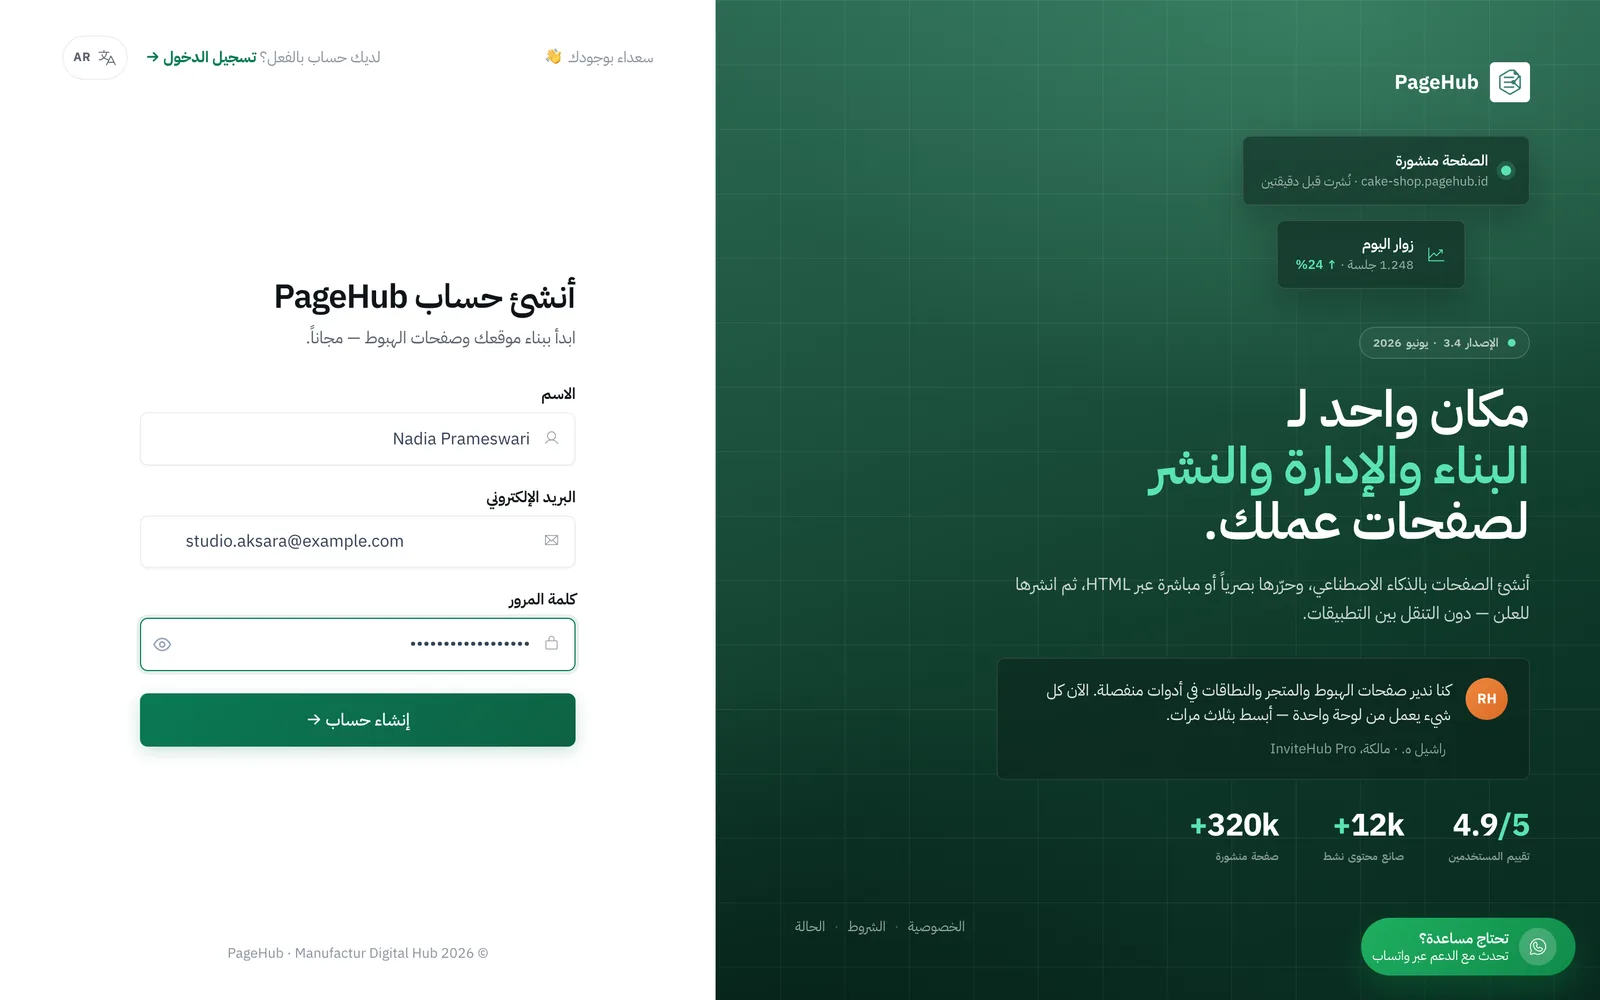 PageHub
الصفحة منشورة
cake-shop.pagehub.id · نُشرت قبل دقيقتين
زوار اليوم
1.248 جلسة · ↑ 24%
الإصدار 3.4 · يونيو 2026
مكان واحد لـ
البناء والإدارة والنشر
لصفحات عملك.
أنشئ الصفحات بالذكاء الاصطناعي، وحرّرها بصرياً أو مباشرة عبر HTML، ثم انشرها
للعلن — دون التنقل بين التطبيقات.
RH
كنا ندير صفحات الهبوط والمتجر والنطاقات في أدوات منفصلة. الآن كل
شيء يعمل من لوحة واحدة — أبسط بثلاث مرات.
راشيل ه. · مالكة، InviteHub Pro
4.9/5
تقييم المستخدمين
12k+
صانع محتوى نشط
320k+
صفحة منشورة
الخصوصية · الشروط · الحالة
تحتاج مساعدة؟
تحدث مع الدعم عبر واتساب
سعداء بوجودك 👋
لديك حساب بالفعل؟ تسجيل الدخول →
AR
أنشئ حساب PageHub
ابدأ ببناء موقعك وصفحات الهبوط — مجاناً.
الاسم
Nadia Prameswari
البريد الإلكتروني
studio.aksara@example.com
كلمة المرور
•••••••••••••••••
إنشاء حساب →
© 2026 PageHub · Manufactur Digital Hub